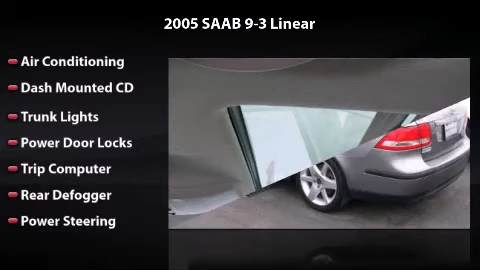 2005 SAAB 9-3 Linear
Air Conditioning
Dash Mounted CD
Trunk Lights
Power Door Locks
Trip Computer
Rear Defogger
Power Steering